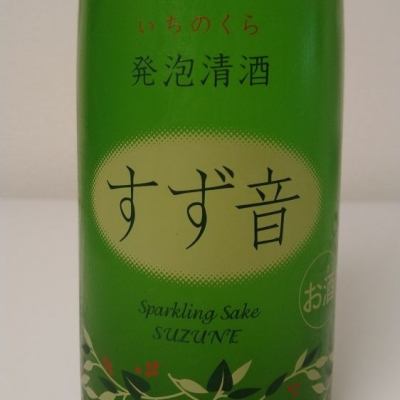 いちのくら
発泡清酒
すず音
お酒
Sparkling Sake
SUZUNE